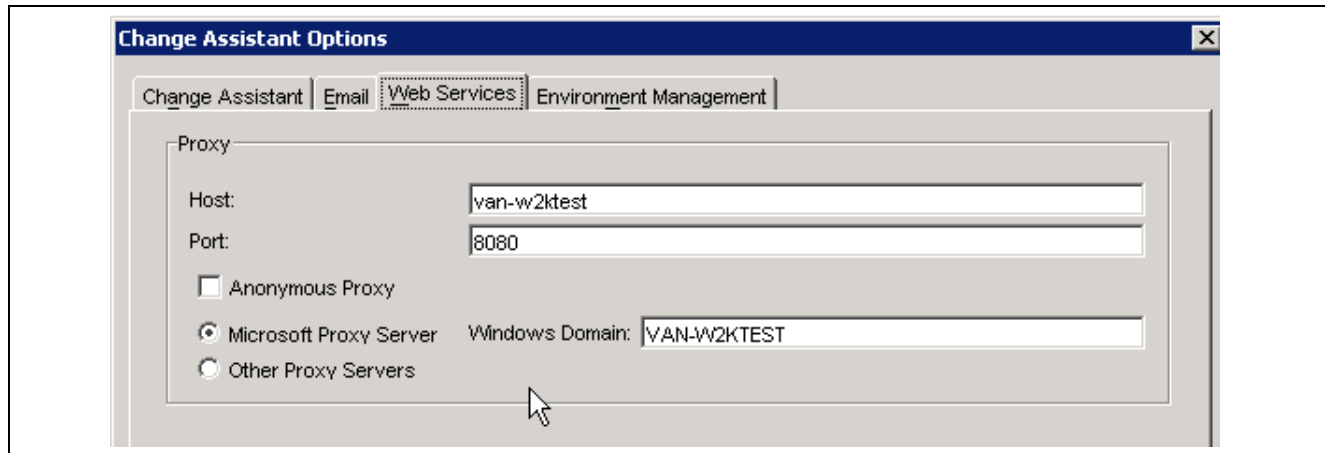 Change Assistant Options
Change Assistant Email Web Services Environment Management
Proxy
Host: van-w2ktest
Port: 8080
Anonymous Proxy
Microsoft Proxy Server Windows Domain: VAN-W2KTEST
Other Proxy Servers